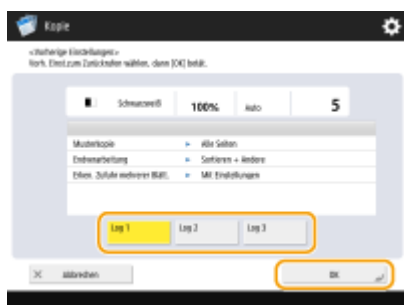 Kopie
<Vorherige Einstellungen>
Vorh. Einst.zum Zurückrufen wählen, dann [OK] betät.
Schwarzweiß 100% Auto 5
Musterkopie ▸ Alle Seiten
Endverarbeitung ▸ Sortieren + Andere
Erken. Zufuhr mehrerer Blätt. ▸ Mit Einstellungen
Log 1 Log 2 Log 3
Abbrechen OK